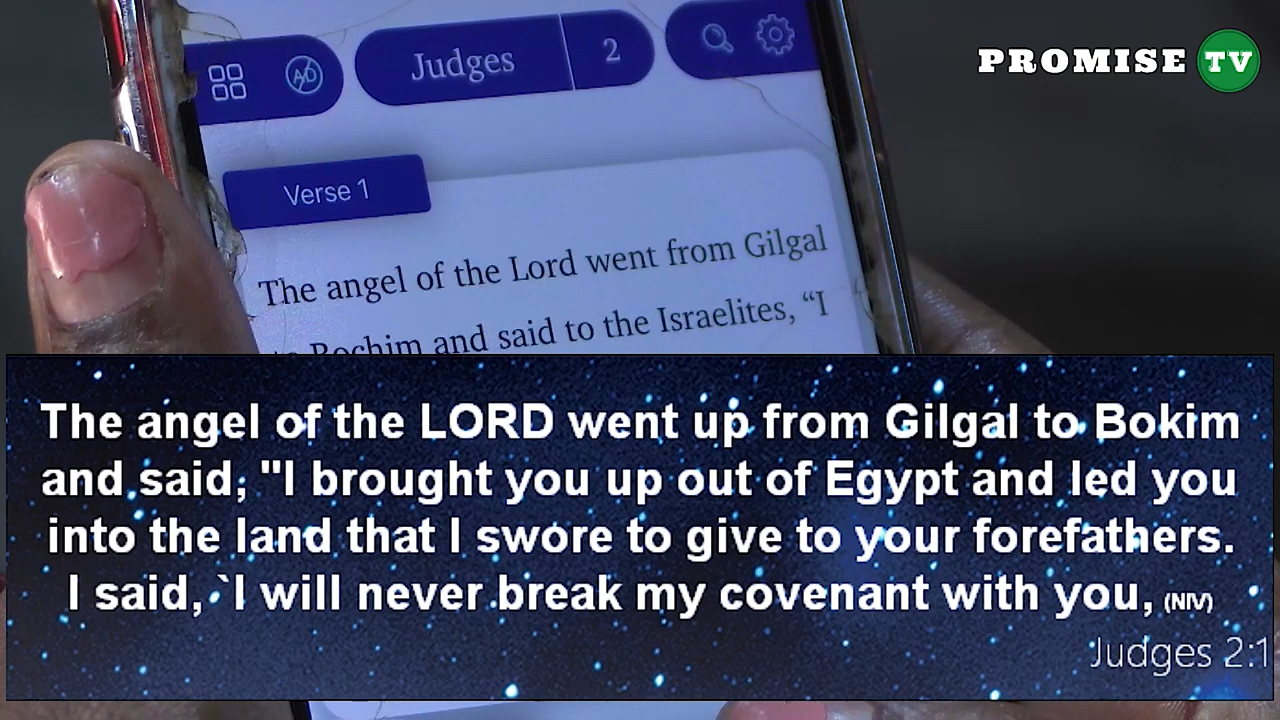 Judges 2
PROMISE TV
Verse 1
The angel of the Lord went from Gilgal
to Bochim and said to the Israelites, “I
The angel of the LORD went up from Gilgal to Bokim
and said, "I brought you up out of Egypt and led you
into the land that I swore to give to your forefathers.
I said, `I will never break my covenant with you, (NIV)
Judges 2:1